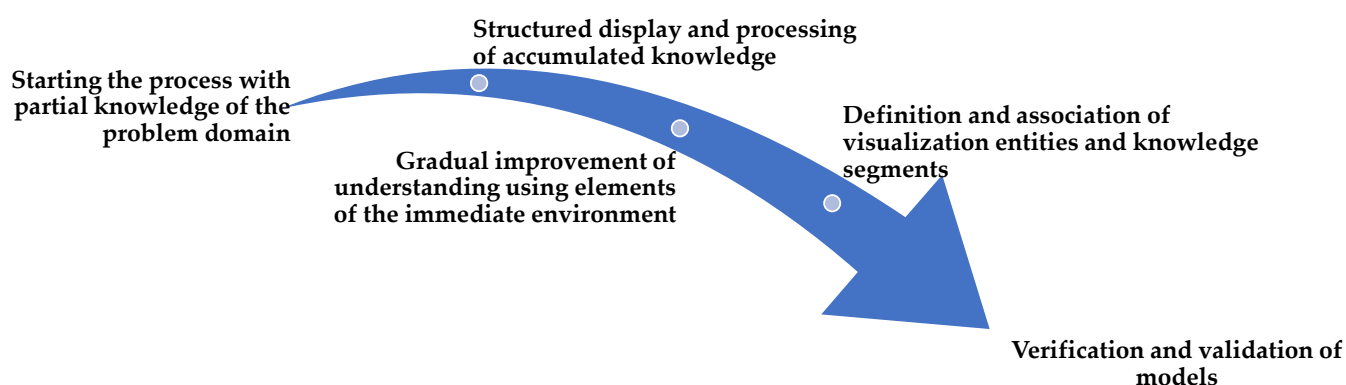 Starting the process with
partial knowledge of the
problem domain
Structured display and processing
of accumulated knowledge
Gradual improvement of
understanding using elements
of the immediate environment
Definition and association of
visualization entities and knowledge
segments
Verification and validation of
models